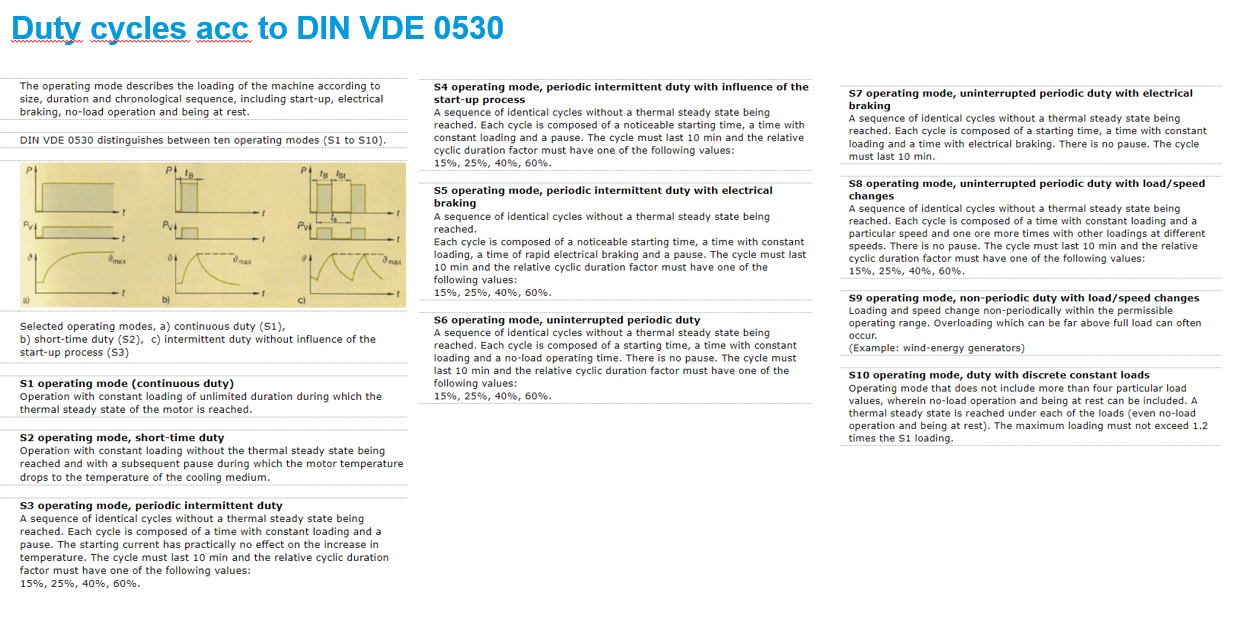 Duty cycles acc to DIN VDE 0530
The operating mode describes the loading of the machine according to
size, duration and chronological sequence, including start-up, electrical
braking, no-load operation and being at rest.
DIN VDE 0530 distinguishes between ten operating modes (S1 to S10).
P
t
Pv
t
ϑ
ϑmax
t
a)
P
tB
t
Pv
t
ϑ
ϑmax
t
b)
P
tB tSt
t
ts
Pv
t
ϑ
ϑmax
t
c)
Selected operating modes, a) continuous duty (S1),
b) short-time duty (S2), c) intermittent duty without influence of the
start-up process (S3)
S1 operating mode (continuous duty)
Operation with constant loading of unlimited duration during which the
thermal steady state of the motor is reached.
S2 operating mode, short-time duty
Operation with constant loading without the thermal steady state being
reached and with a subsequent pause during which the motor temperature
drops to the temperature of the cooling medium.
S3 operating mode, periodic intermittent duty
A sequence of identical cycles without a thermal steady state being
reached. Each cycle is composed of a time with constant loading and a
pause. The starting current has practically no effect on the increase in
temperature. The cycle must last 10 min and the relative cyclic duration
factor must have one of the following values:
15%, 25%, 40%, 60%.
S4 operating mode, periodic intermittent duty with influence of the
start-up process
A sequence of identical cycles without a thermal steady state being
reached. Each cycle is composed of a noticeable starting time, a time with
constant loading and a pause. The cycle must last 10 min and the relative
cyclic duration factor must have one of the following values:
15%, 25%, 40%, 60%.
S5 operating mode, periodic intermittent duty with electrical
braking
A sequence of identical cycles without a thermal steady state being
reached.
Each cycle is composed of a noticeable starting time, a time with constant
loading, a time of rapid electrical braking and a pause. The cycle must last
10 min and the relative cyclic duration factor must have one of the
following values:
15%, 25%, 40%, 60%.
S6 operating mode, uninterrupted periodic duty
A sequence of identical cycles without a thermal steady state being
reached. Each cycle is composed of a starting time, a time with constant
loading and a no-load operating time. There is no pause. The cycle must
last 10 min and the relative cyclic duration factor must have one of the
following values:
15%, 25%, 40%, 60%.
S7 operating mode, uninterrupted periodic duty with electrical
braking
A sequence of identical cycles without a thermal steady state being
reached. Each cycle is composed of a starting time, a time with constant
loading and a time with electrical braking. There is no pause. The cycle
must last 10 min.
S8 operating mode, uninterrupted periodic duty with load/speed
changes
A sequence of identical cycles without a thermal steady state being
reached. Each cycle is composed of a time with constant loading and a
particular speed and one ore more times with other loadings at different
speeds. There is no pause. The cycle must last 10 min and the relative
cyclic duration factor must have one of the following values:
15%, 25%, 40%, 60%.
S9 operating mode, non-periodic duty with load/speed changes
Loading and speed change non-periodically within the permissible
operating range. Overloading which can be far above full load can often
occur.
(Example: wind-energy generators)
S10 operating mode, duty with discrete constant loads
Operating mode that does not include more than four particular load
values, wherein no-load operation and being at rest can be included. A
thermal steady state is reached under each of the loads (even no-load
operation and being at rest). The maximum loading must not exceed 1.2
times the S1 loading.